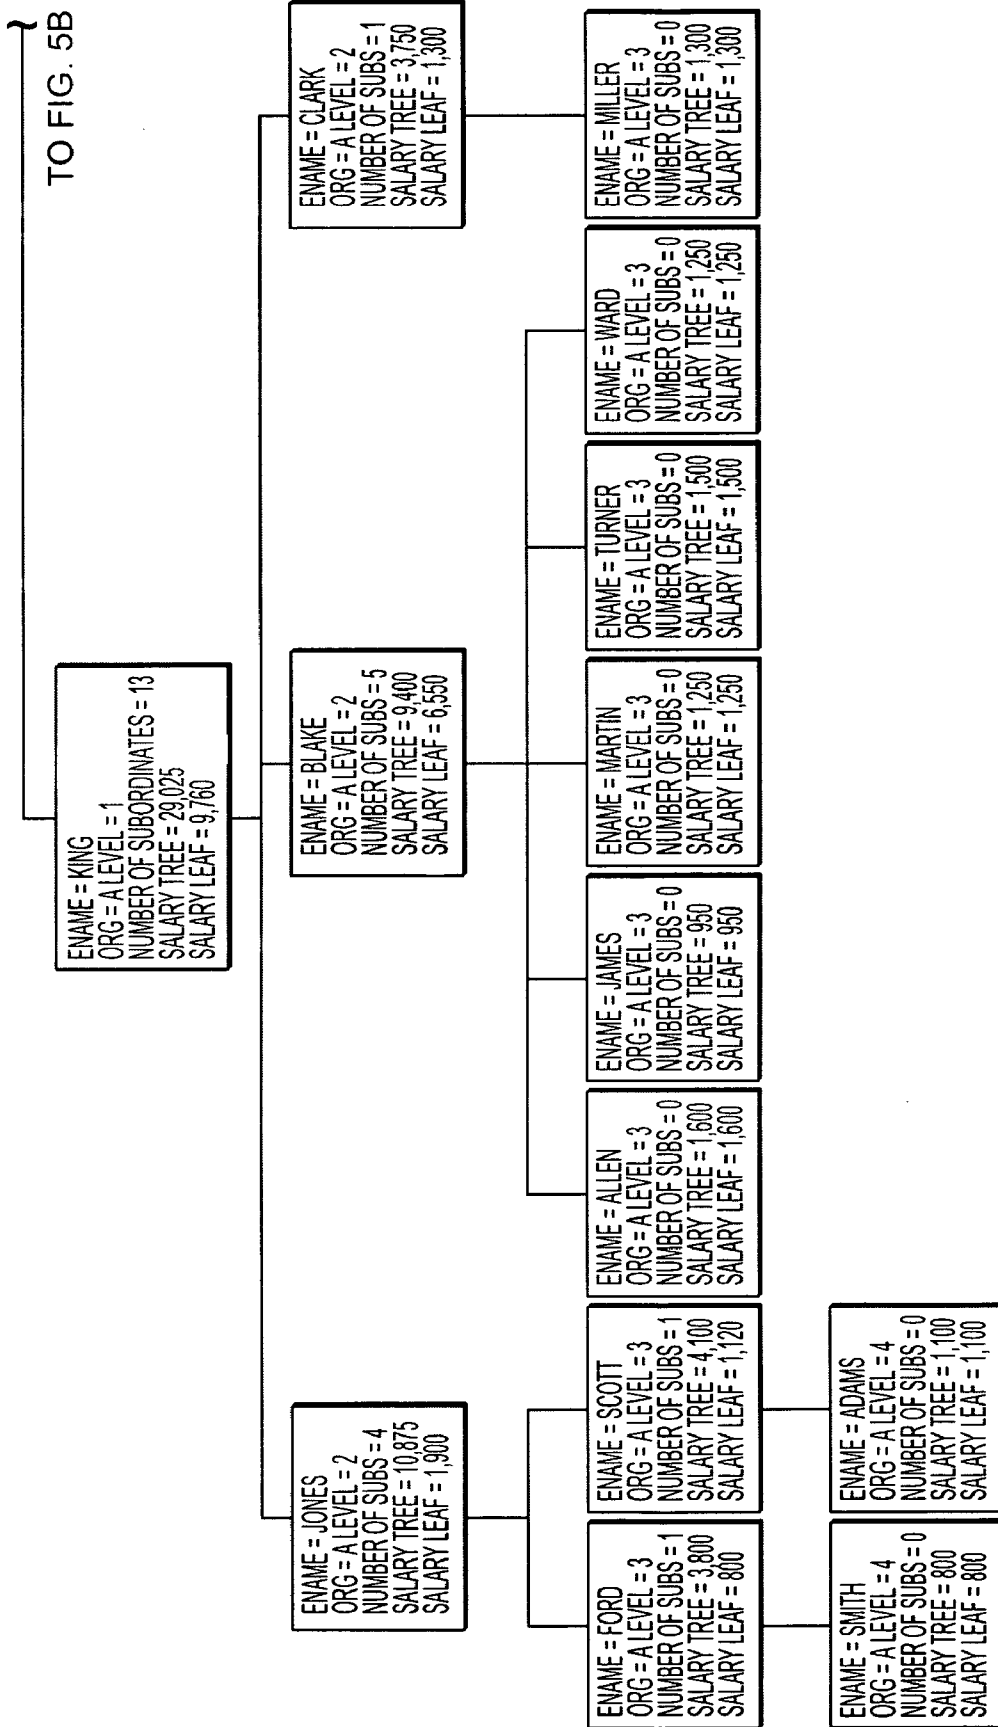 TO FIG. 5B
ENAME = KING
ORG = A LEVEL = 1
NUMBER OF SUBORDINATES = 13
SALARY TREE = 29,025
SALARY LEAF = 9,760
ENAME = JONES
ORG = A LEVEL = 2
NUMBER OF SUBS = 4
SALARY TREE = 10,875
SALARY LEAF = 1,900
ENAME = BLAKE
ORG = A LEVEL = 2
NUMBER OF SUBS = 5
SALARY TREE = 9,400
SALARY LEAF = 6,550
ENAME = CLARK
ORG = A LEVEL = 2
NUMBER OF SUBS = 1
SALARY TREE = 3,750
SALARY LEAF = 1,300
ENAME = FORD
ORG = A LEVEL = 3
NUMBER OF SUBS = 1
SALARY TREE = 3,800
SALARY LEAF = 800
ENAME = SCOTT
ORG = A LEVEL = 3
NUMBER OF SUBS = 1
SALARY TREE = 4,100
SALARY LEAF = 1,120
ENAME = ALLEN
ORG = A LEVEL = 3
NUMBER OF SUBS = 0
SALARY TREE = 1,600
SALARY LEAF = 1,600
ENAME = JAMES
ORG = A LEVEL = 3
NUMBER OF SUBS = 0
SALARY TREE = 950
SALARY LEAF = 950
ENAME = MARTIN
ORG = A LEVEL = 3
NUMBER OF SUBS = 0
SALARY TREE = 1,250
SALARY LEAF = 1,250
ENAME = TURNER
ORG = A LEVEL = 3
NUMBER OF SUBS = 0
SALARY TREE = 1,500
SALARY LEAF = 1,500
ENAME = WARD
ORG = A LEVEL = 3
NUMBER OF SUBS = 0
SALARY TREE = 1,250
SALARY LEAF = 1,250
ENAME = MILLER
ORG = A LEVEL = 3
NUMBER OF SUBS = 0
SALARY TREE = 1,300
SALARY LEAF = 1,300
ENAME = SMITH
ORG = A LEVEL = 4
NUMBER OF SUBS = 0
SALARY TREE = 800
SALARY LEAF = 800
ENAME = ADAMS
ORG = A LEVEL = 4
NUMBER OF SUBS = 0
SALARY TREE = 1,100
SALARY LEAF = 1,100